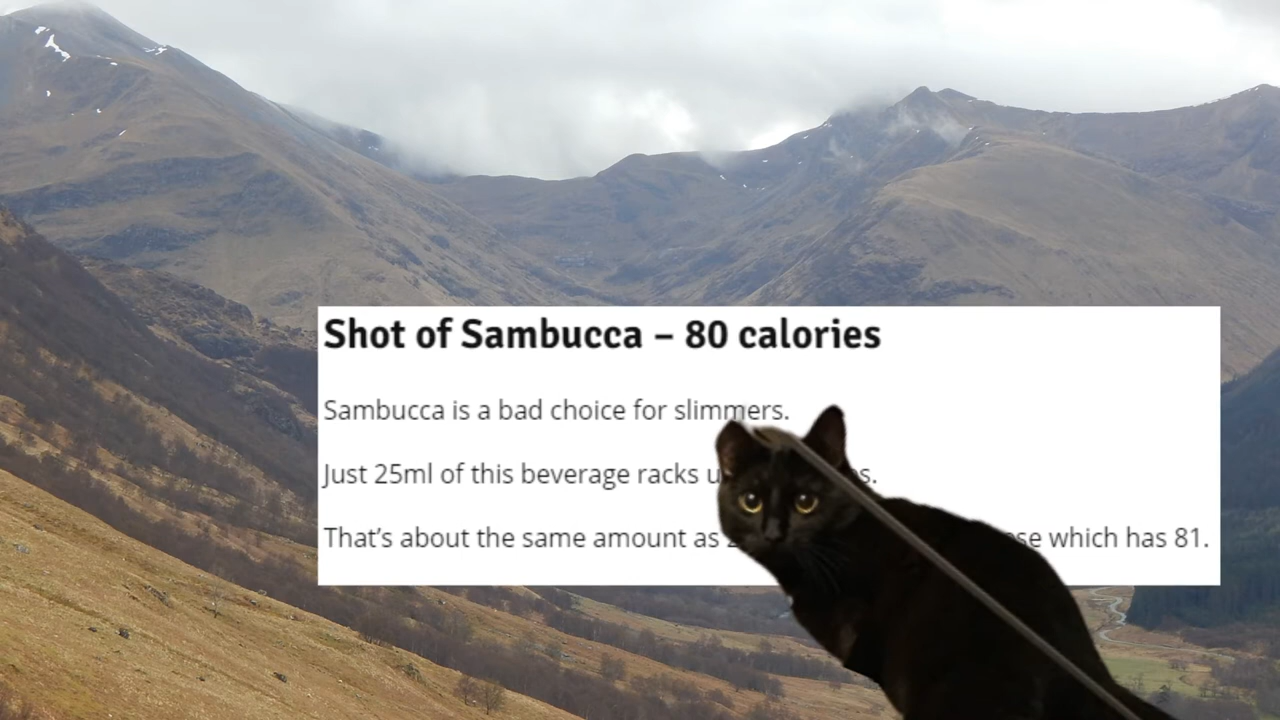 Shot of Sambucca – 80 calories
Sambucca is a bad choice for slimmers.
Just 25ml of this beverage racks
That's about the same amount as which has 81.